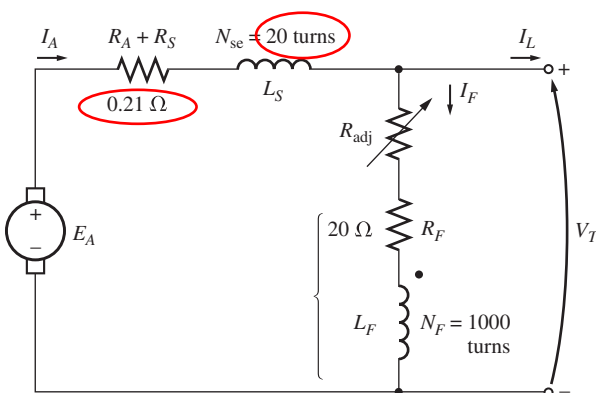 I_A
R_A + R_S
N_se = 20 turns
I_L
+
0.21 Ω
L_S
I_F
R_adj
+
−
E_A
20 Ω
R_F
V_T
L_F
N_F = 1000
turns
−